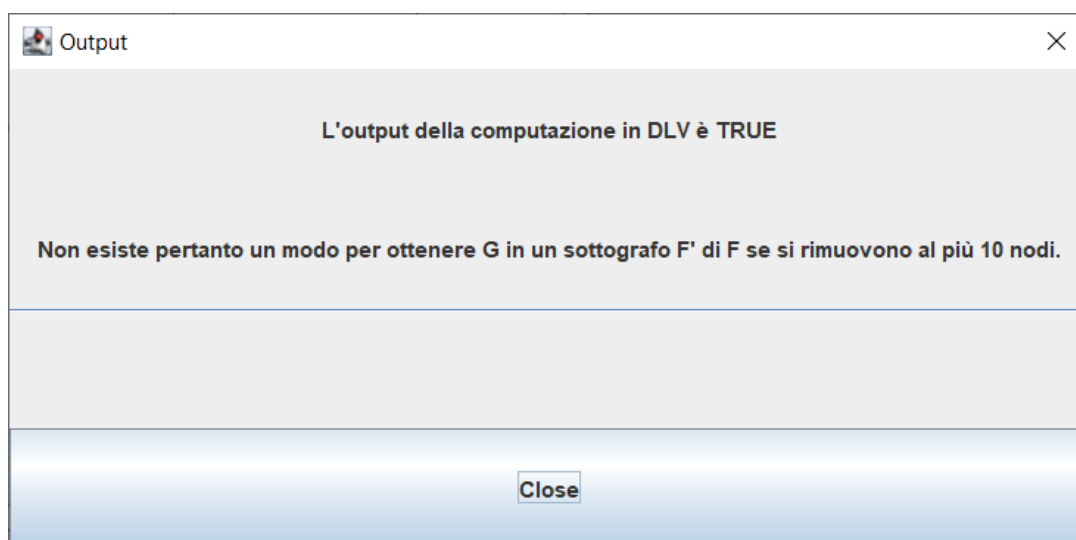 Output
L'output della computazione in DLV è TRUE
Non esiste pertanto un modo per ottenere G in un sottografo F' di F se si rimuovono al più 10 nodi.
Close